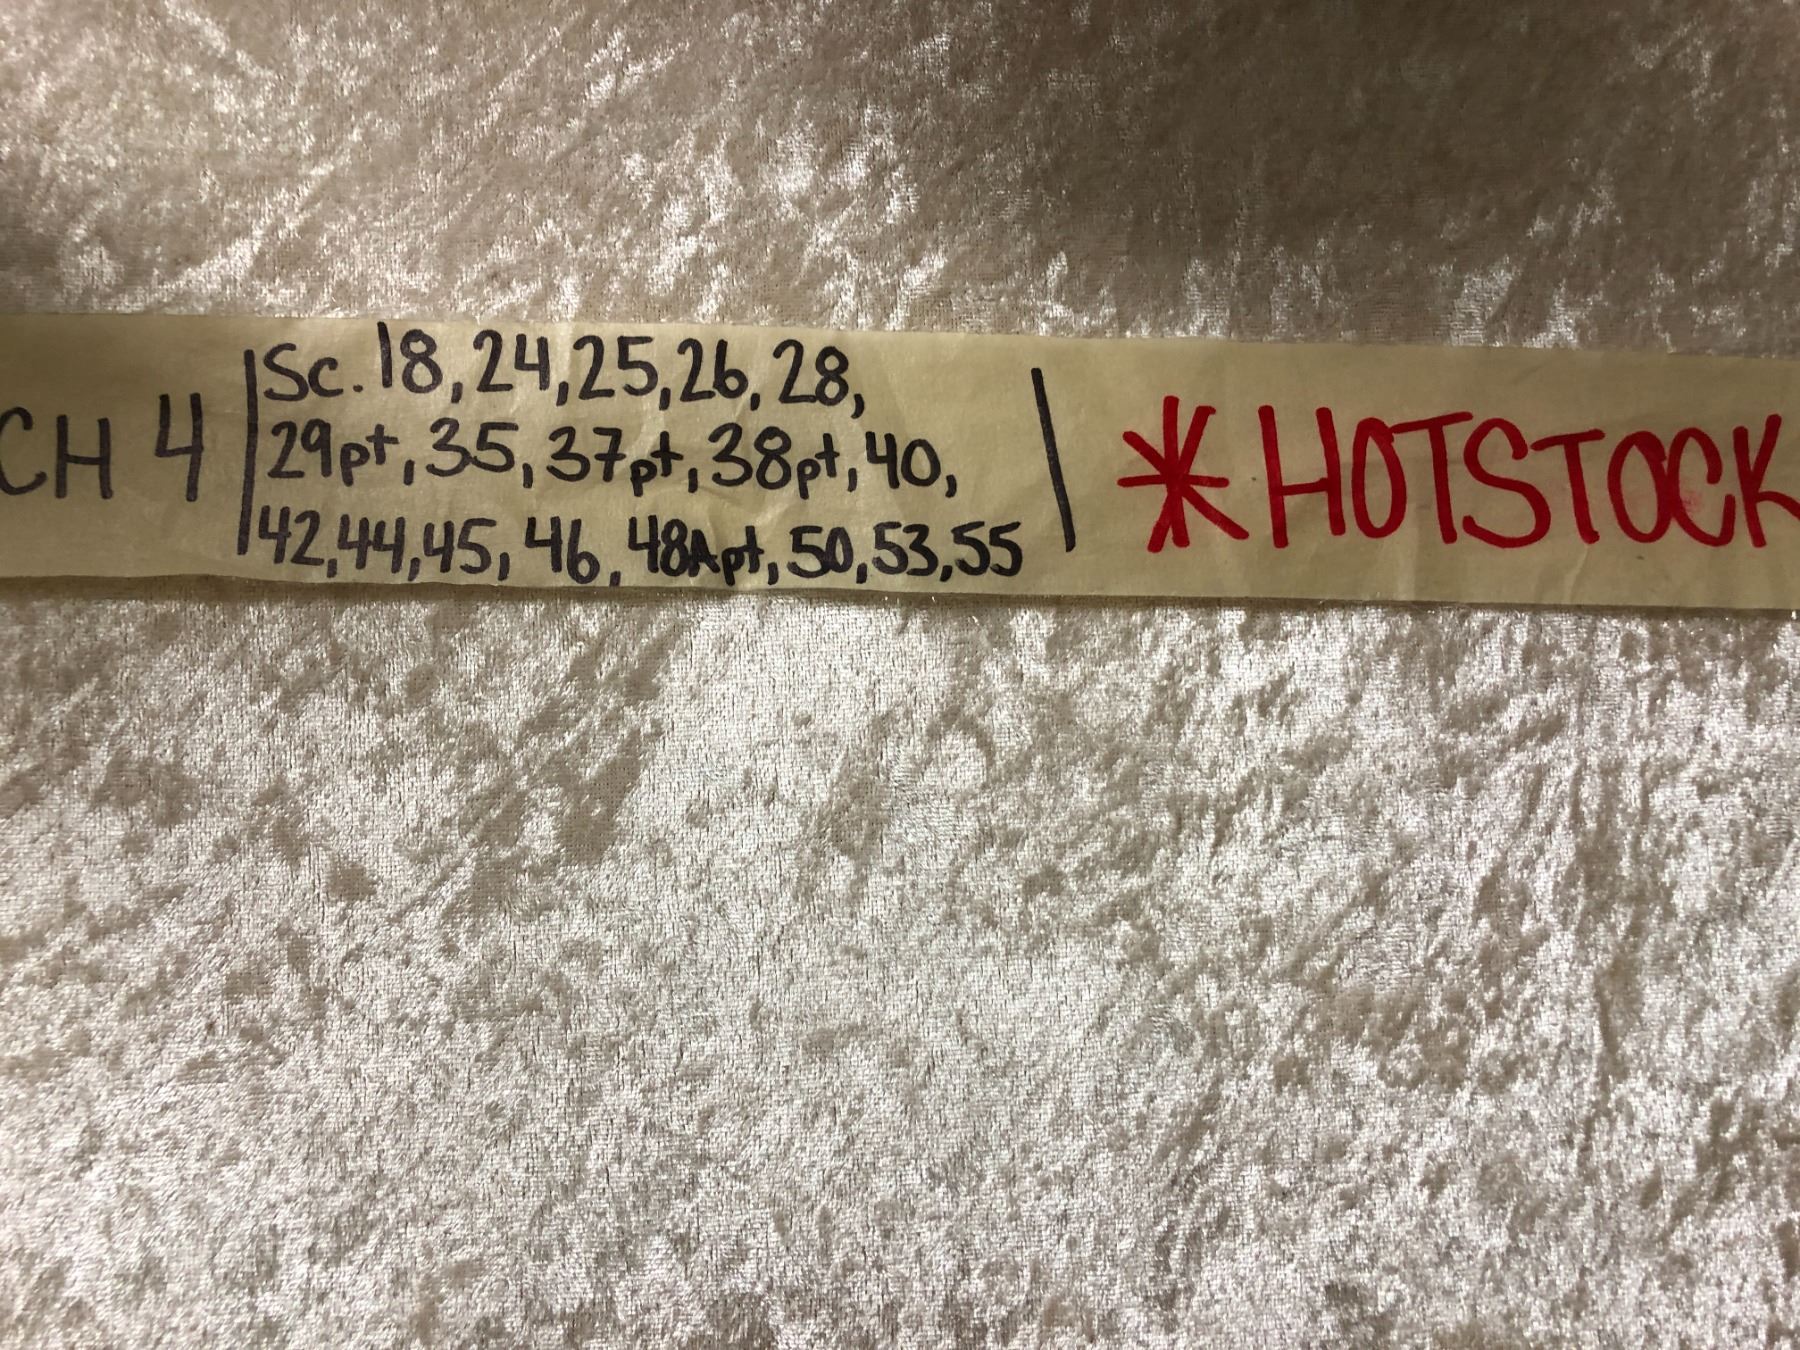 CH 4
Sc. 18, 24, 25, 26, 28,
29pt, 35, 37pt, 38pt, 40,
42, 44, 45, 46, 48Apt, 50, 53, 55
*HOTSTOCK